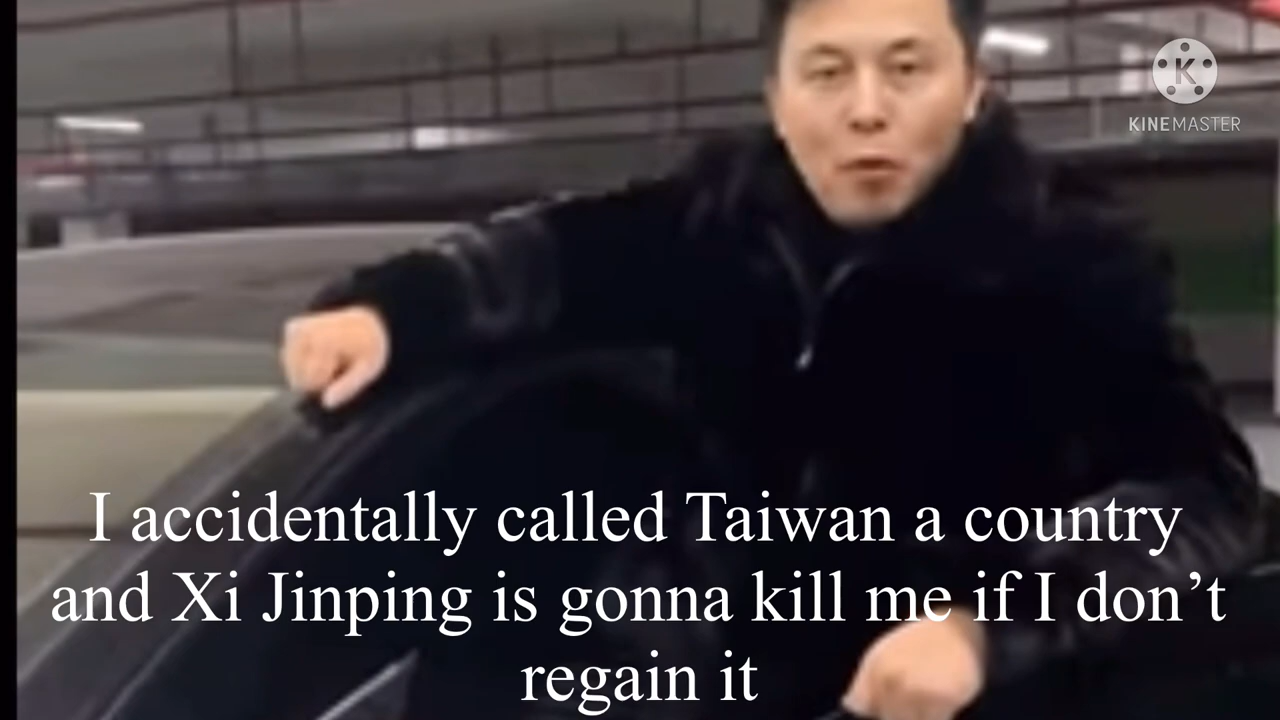 K
KINEMASTER
I accidentally called Taiwan a country
and Xi Jinping is gonna kill me if I don’t
regain it